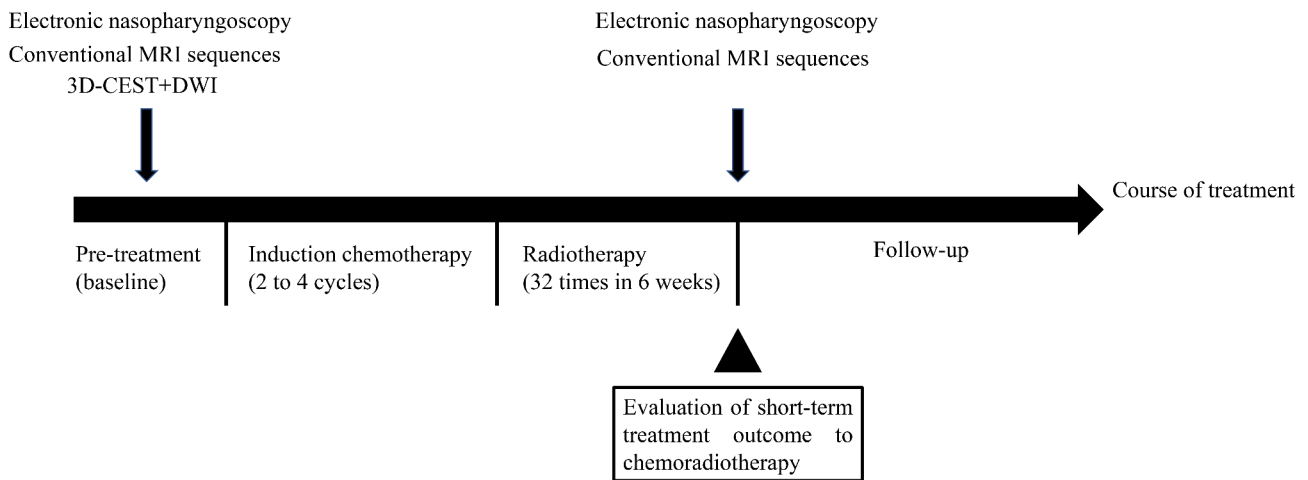 Electronic nasopharyngoscopy
Conventional MRI sequences
3D-CEST+DWI
Electronic nasopharyngoscopy
Conventional MRI sequences
Course of treatment
Pre-treatment
(baseline)
Induction chemotherapy
(2 to 4 cycles)
Radiotherapy
(32 times in 6 weeks)
Follow-up
Evaluation of short-term
treatment outcome to
chemoradiotherapy